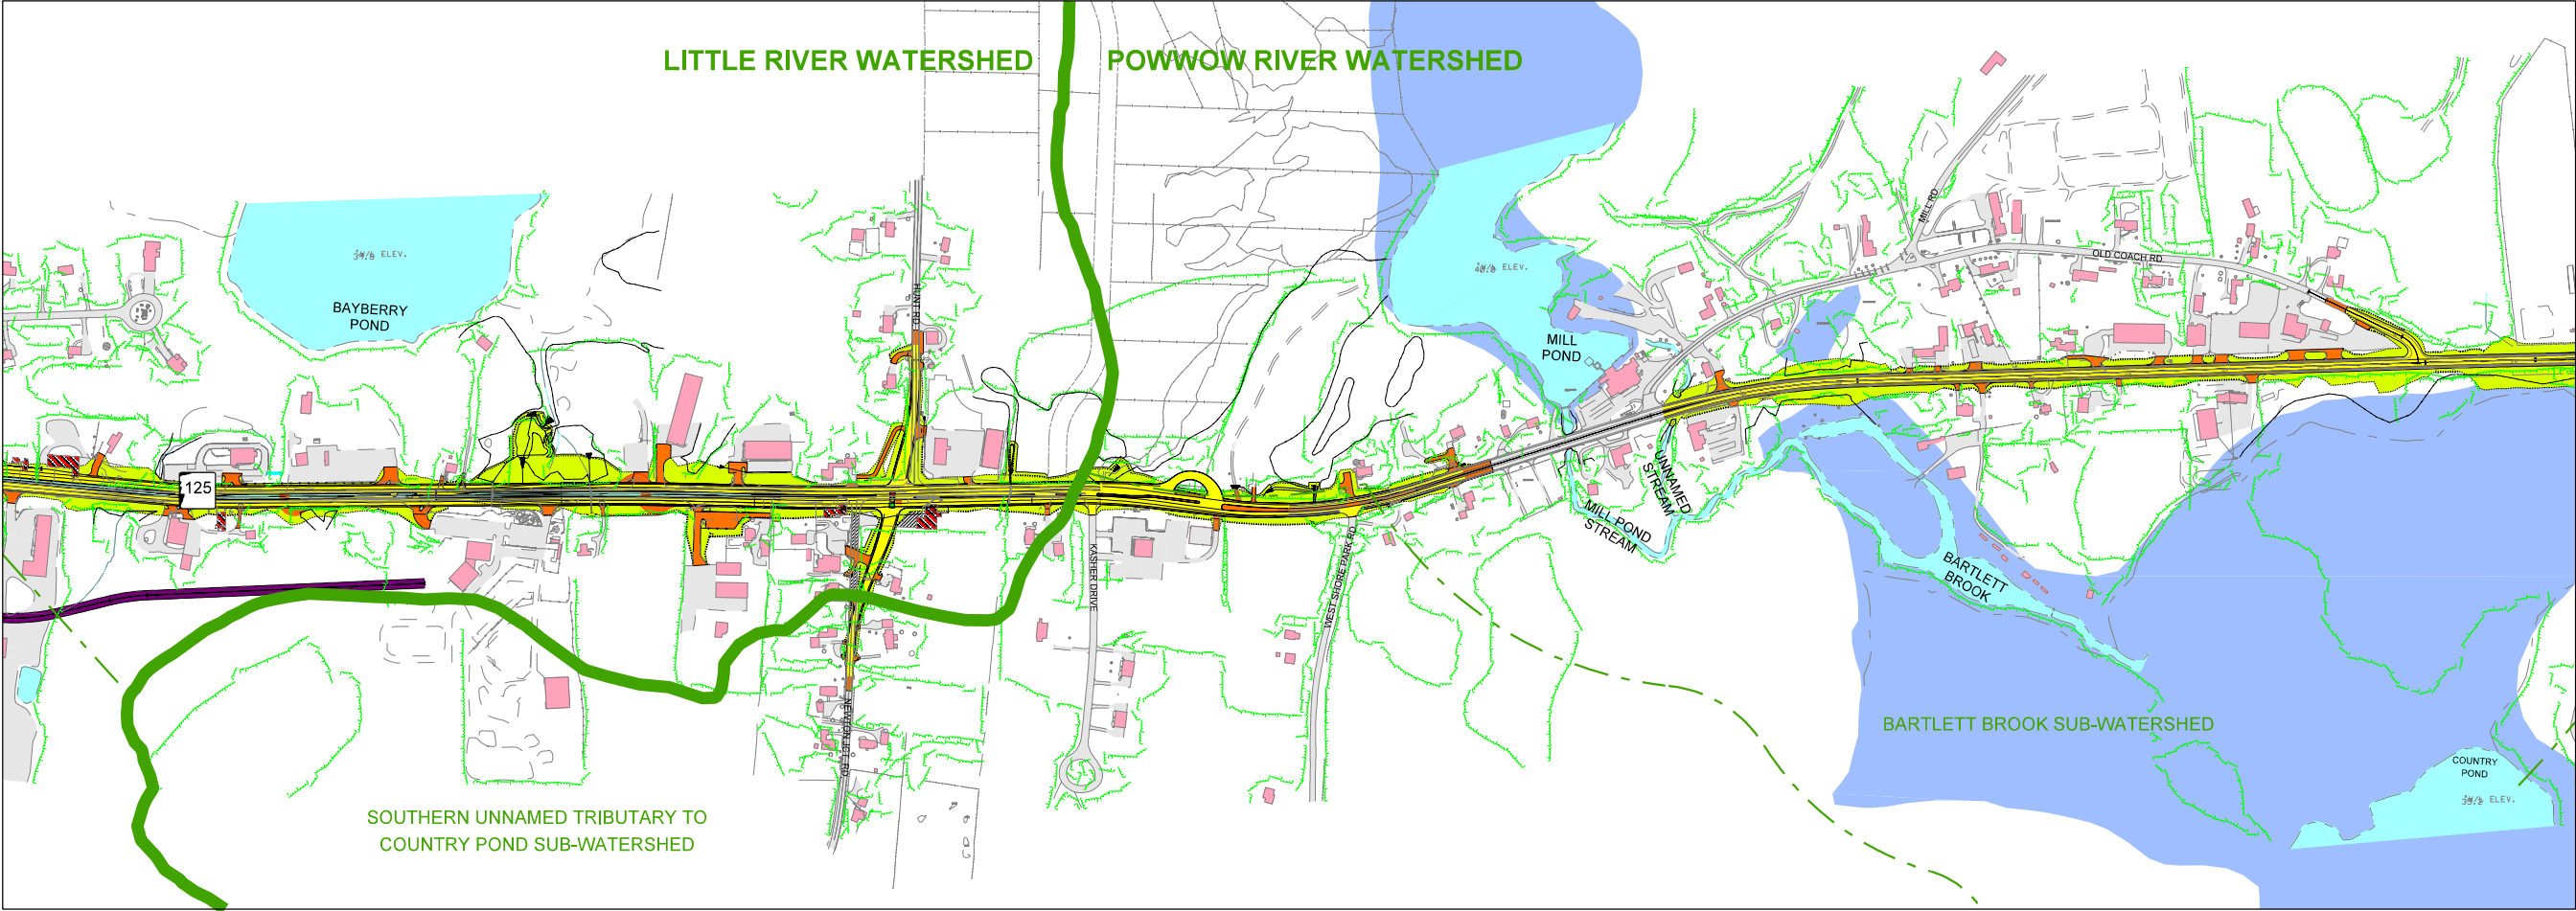 LITTLE RIVER WATERSHED
POWWOW RIVER WATERSHED
MILL RD
OLD COACH RD
ELEV.
BAYBERRY
POND
ELEV.
HUNT RD
MILL
POND
125
UNNAMED
STREAM
MILL POND
STREAM
KASHER DRIVE
WEST SHORE PARK RD
BARTLETT
BROOK
NEWTON JCT RD
BARTLETT BROOK SUB-WATERSHED
COUNTRY
POND
ELEV.
SOUTHERN UNNAMED TRIBUTARY TO
COUNTRY POND SUB-WATERSHED